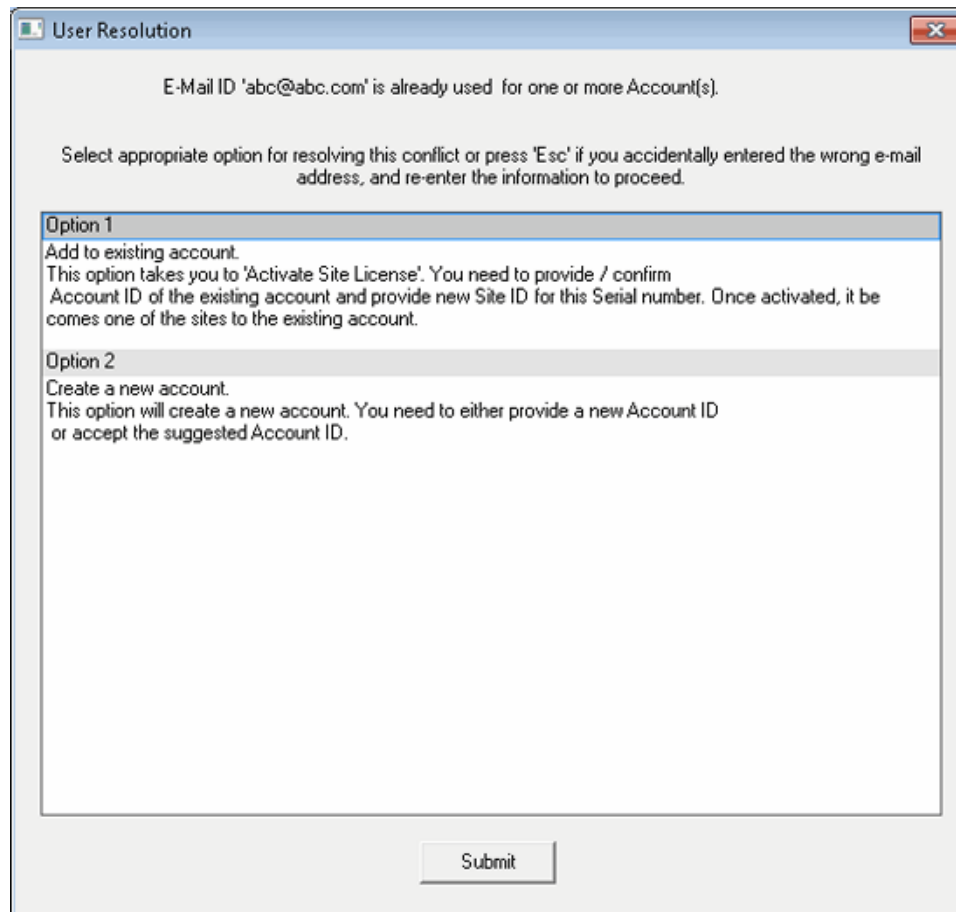 User Resolution
E-Mail ID 'abc@abc.com' is already used  for one or more Account(s).
Select appropriate option for resolving this conflict or press 'Esc' if you accidentally entered the wrong e-mail
address, and re-enter the information to proceed.
Option 1
Add to existing account.
This option takes you to 'Activate Site License'. You need to provide / confirm
Account ID of the existing account and provide new Site ID for this Serial number. Once activated, it be
comes one of the sites to the existing account.
Option 2
Create a new account.
This option will create a new account. You need to either provide a new Account ID
or accept the suggested Account ID.
Submit